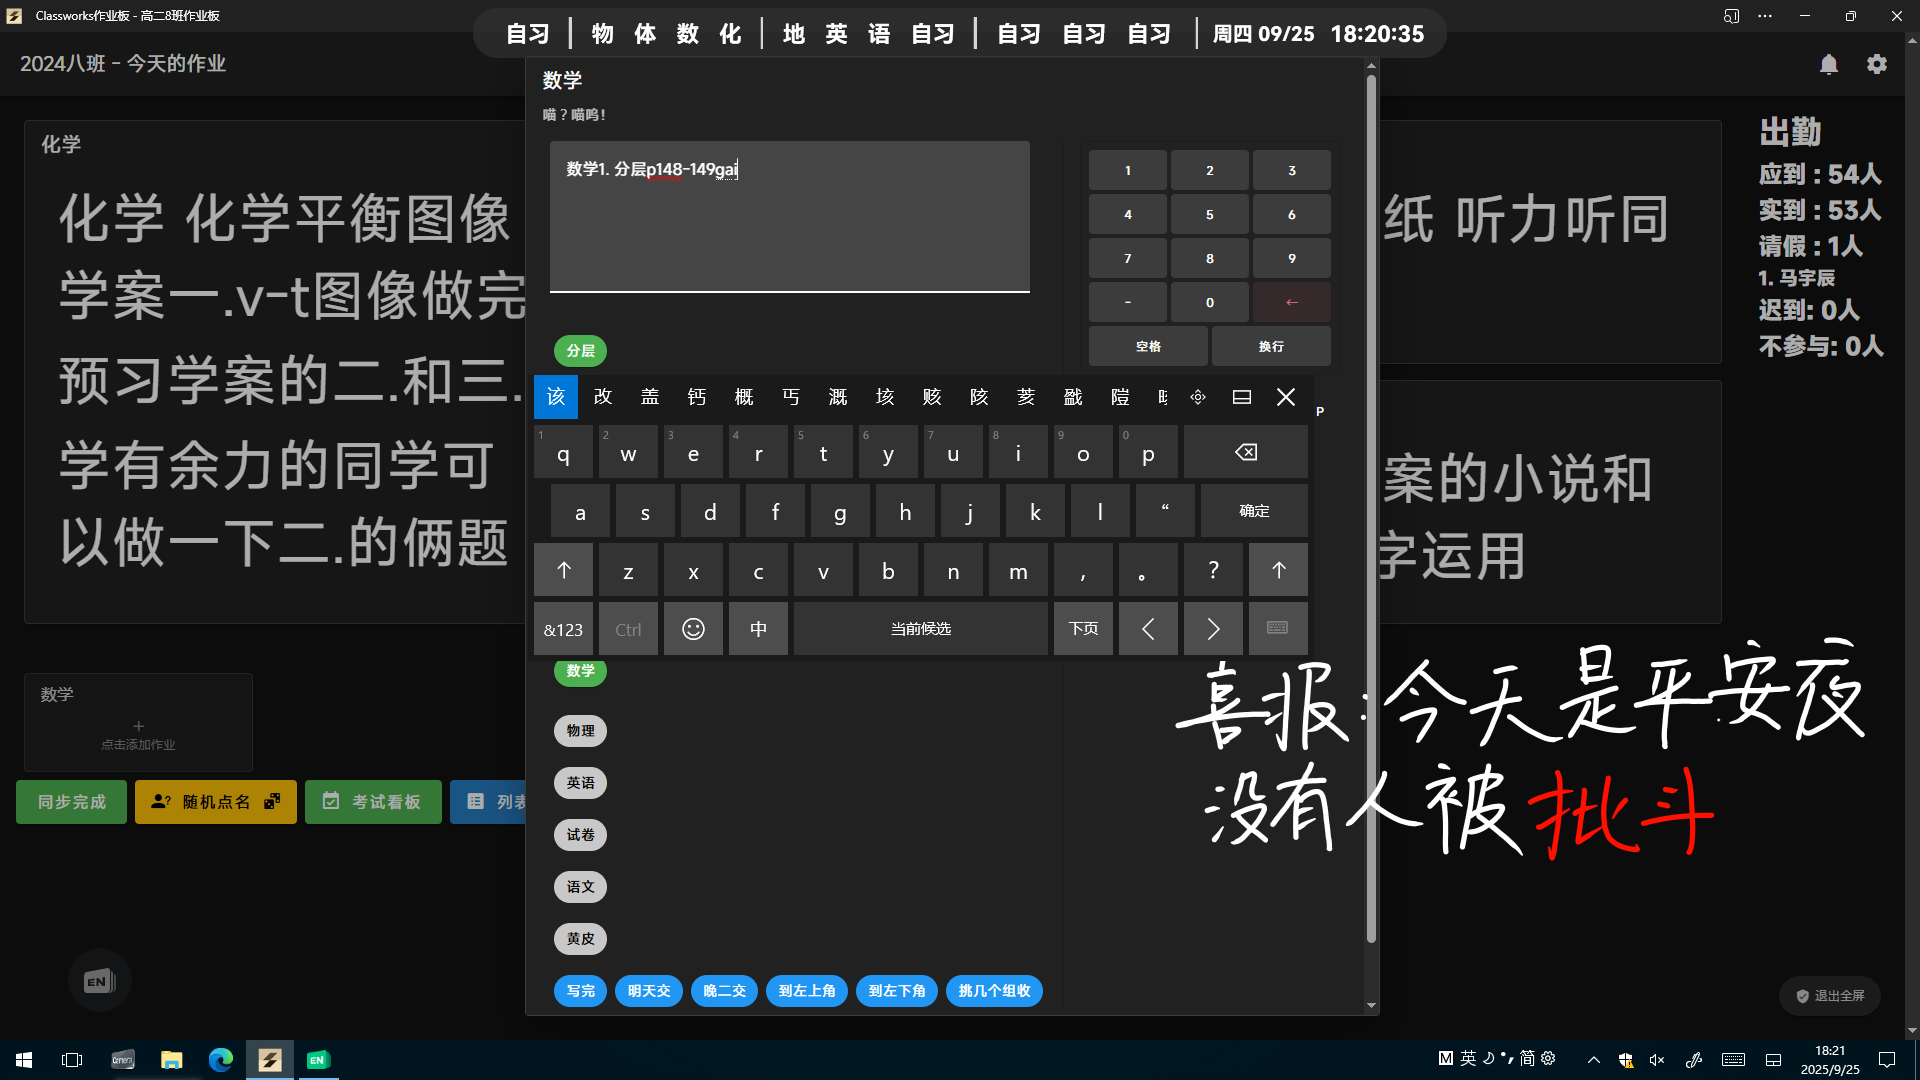 Classworks作业板 - 高二8班作业板
自习 | 物 体 数 化 | 地 英 语 自习 | 自习 自习 自习 | 周四 09/25 18:20:35
2024八班 - 今天的作业
化学
化学 化学平衡图像
学案一.v-t图像做完
预习学案的二.和三.
学有余力的同学可
以做一下二.的俩题
数学
喵？喵呜！
数学1. 分层p148-149gai
1 2 3
4 5 6
7 8 9
- 0 ←
空格 换行
分层
P
该 改 盖 钙 概 丐 溉 垓 赅 陔 荄 戤 隑
1 2 3 4 5 6 7 8 9 0
q w e r t y u i o p
a s d f g h j k l “ 确定
z x c v b n m , 。 ?
&123 Ctrl 中 当前候选 下页
数学
物理
英语
试卷
语文
黄皮
写完 明天交 晚二交 到左上角 到左下角 挑几个组收
纸 听力听同
案的小说和
字运用
出勤
应到 : 54人
实到 : 53人
请假 : 1人
1. 马宇辰
迟到: 0人
不参与: 0人
数学
+
点击添加作业
同步完成 随机点名 考试看板 列表
喜报:今天是平安夜
没有人被批斗
EN
退出全屏
Camera EN
M 英 简
18:21
2025/9/25